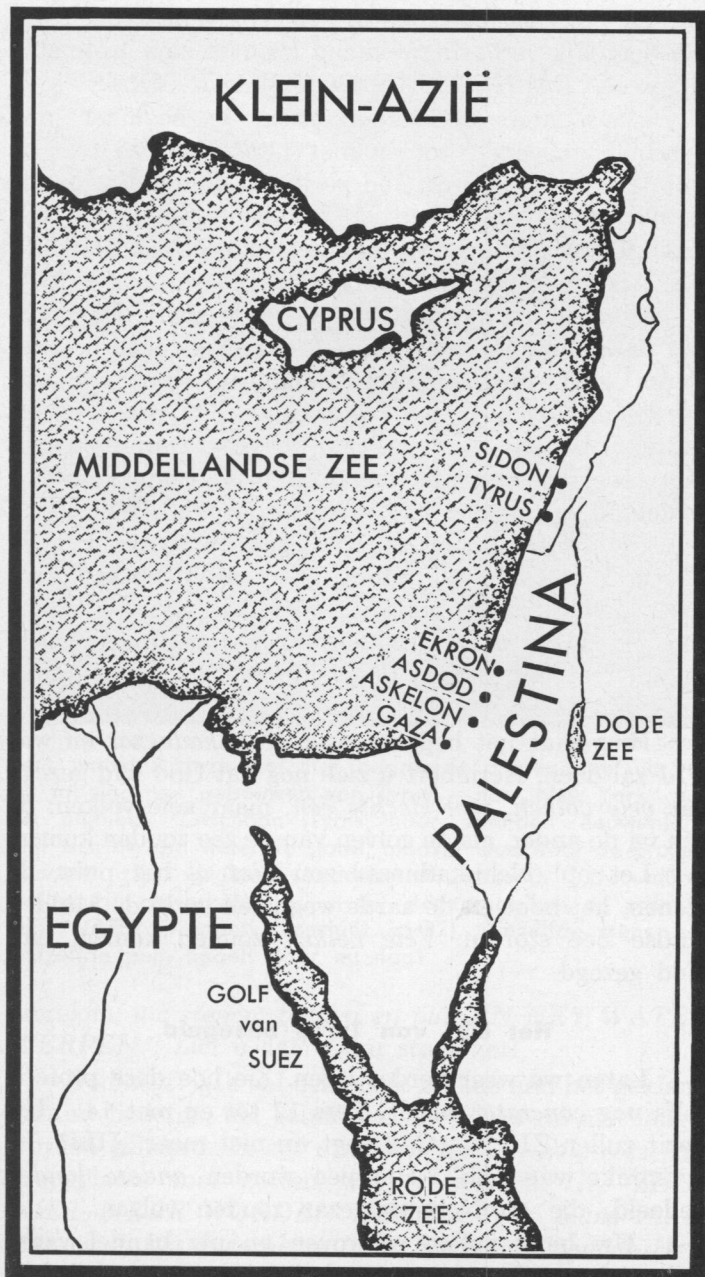 KLEIN-AZIË
CYPRUS
MIDDELLANDSE ZEE
SIDON
TYRUS
EKRON
ASDOD
ASKELON
GAZA
PALESTINA
DODE
ZEE
EGYPTE
GOLF
van
SUEZ
RODE
ZEE